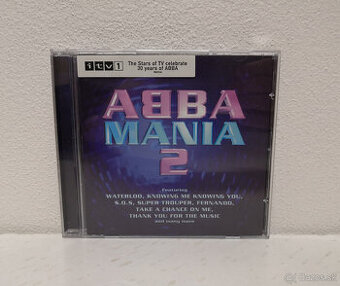 itv1
The Stars of TV celebrate
30 years of ABBA
ABBA
MANIA
2
Featuring
WATERLOO, KNOWING ME KNOWING YOU,
S.O.S, SUPER TROUPER, FERNANDO,
TAKE A CHANCE ON ME,
THANK YOU FOR THE MUSIC
and many more